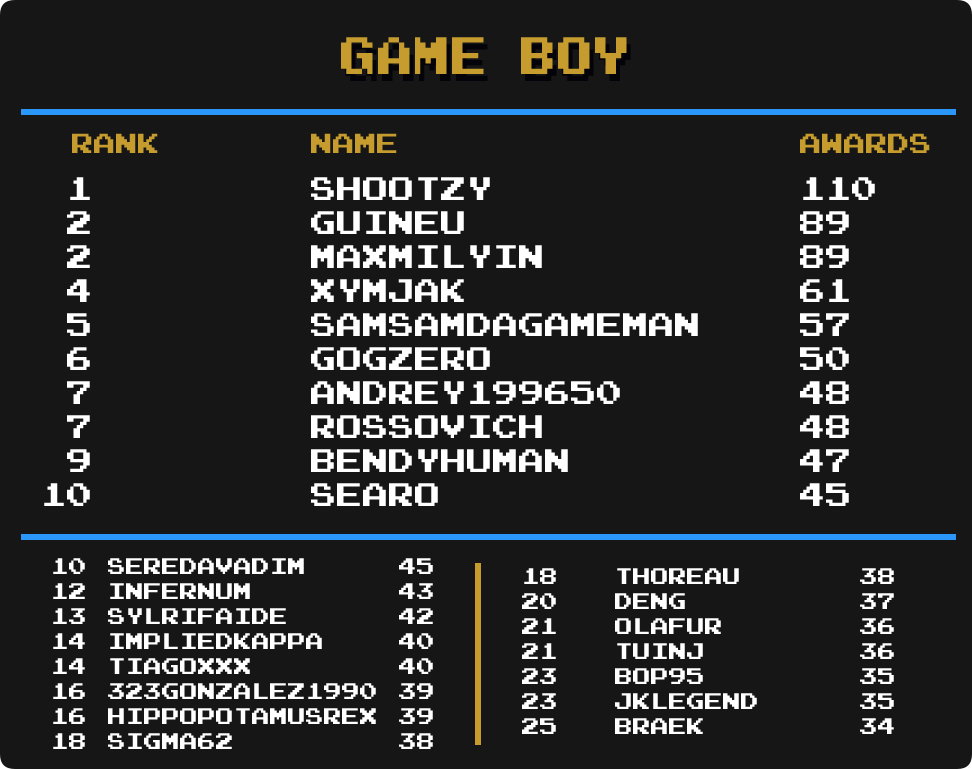 GAME BOY
RANK NAME AWARDS
1 SHOOTZY 110
2 GUINEU 89
2 MAXMILYIN 89
4 XYMJAK 61
5 SAMSAMDAGAMEMAN 57
6 GOGZERO 50
7 ANDREY199650 48
7 ROSSOVICH 48
9 BENDYHUMAN 47
10 SEARO 45
10 SEREDAVADIM 45
12 INFERNUM 43
13 SYLRIFAIDE 42
14 IMPLIEDKAPPA 40
14 TIAGOXXX 40
16 323GONZALEZ1990 39
16 HIPPOPOTAMUSREX 39
18 SIGMA62 38
18 THOREAU 38
20 DENG 37
21 OLAFUR 36
21 TUINJ 36
23 BOP95 35
23 JKLEGEND 35
25 BRAEK 34